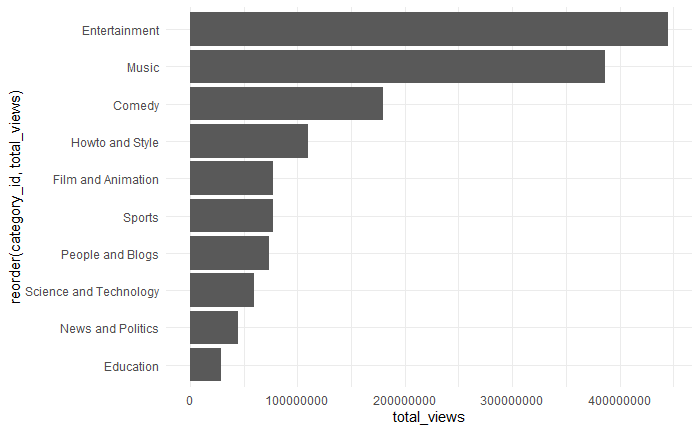 Entertainment
Music
Comedy
Howto and Style
Film and Animation
Sports
People and Blogs
Science and Technology
News and Politics
Education
reorder(category_id, total_views)
0 100000000 200000000 300000000 400000000
total_views